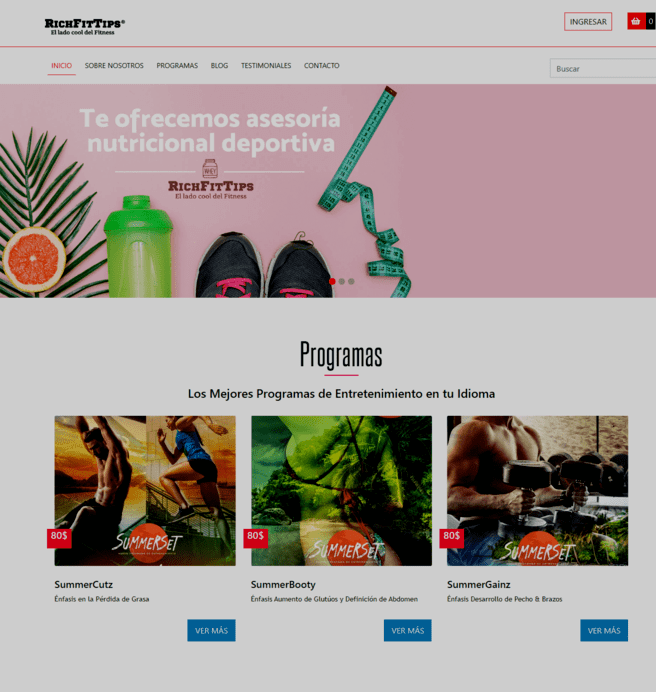 RICHFITTIPS®
El lado cool del Fitness
INGRESAR
0
INICIO SOBRE NOSOTROS PROGRAMAS BLOG TESTIMONIALES CONTACTO
Buscar
Te ofrecemos asesoría
nutricional deportiva
WHEY
RICHFITTIPS
El lado cool del Fitness
Programas
Los Mejores Programas de Entretenimiento en tu Idioma
80$ SUMMERSET
80$ SUMMERSET
80$ SUMMERSET
SummerCutz SummerBooty SummerGainz
Énfasis en la Pérdida de Grasa Énfasis Aumento de Glutúos y Definición de Abdomen Énfasis Desarrollo de Pecho & Brazos
VER MÁS VER MÁS VER MÁS